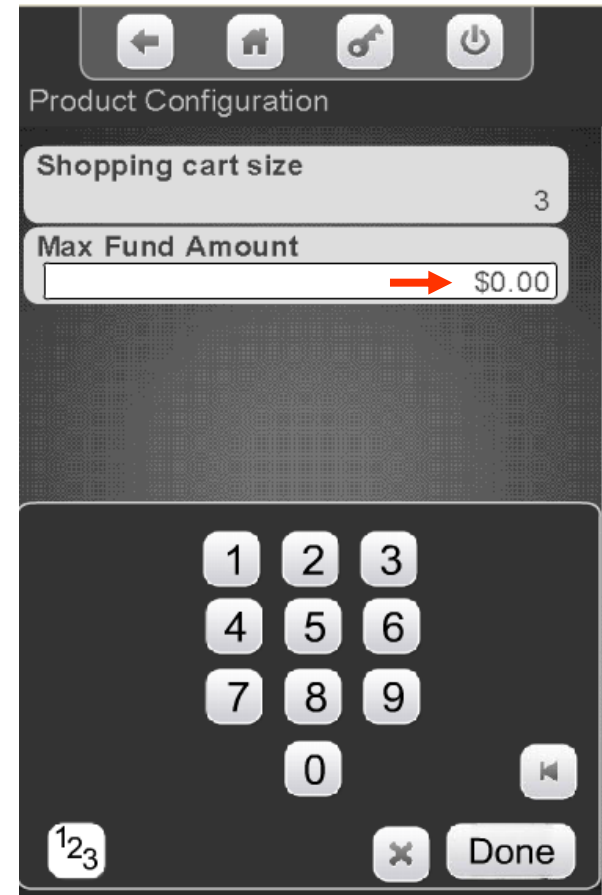 Product Configuration
Shopping cart size
3
Max Fund Amount
$0.00
1 2 3
4 5 6
7 8 9
0
123
Done